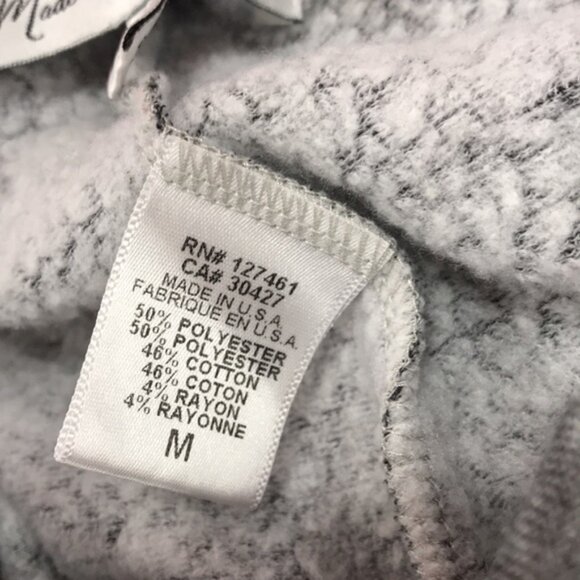 Made
RN# 127461
CA# 30427
MADE IN U.S.A.
FABRIQUE EN U.S.A.
50% POLYESTER
50% POLYESTER
46% COTTON
46% COTON
4% RAYON
4% RAYONNE
M